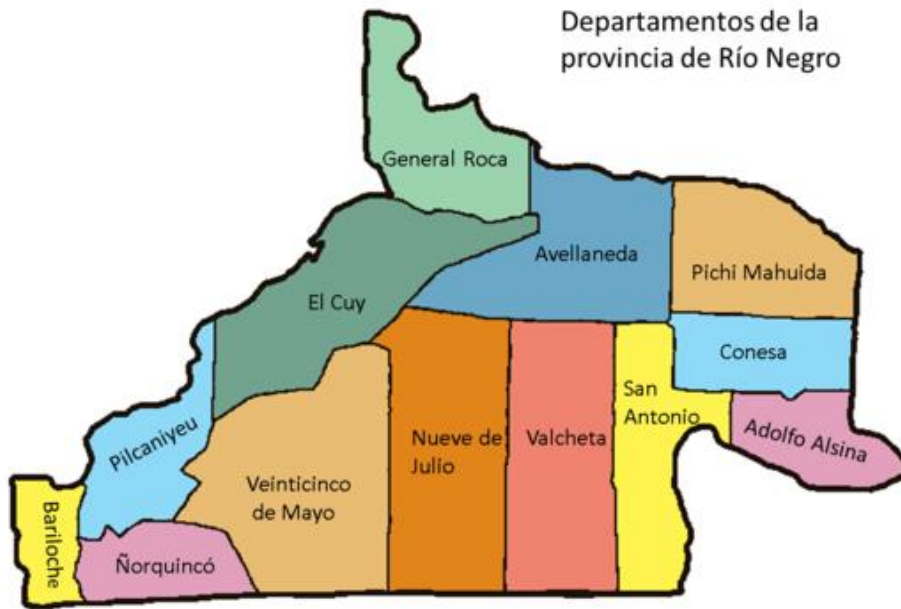 Departamentos de la
provincia de Río Negro
General Roca
Avellaneda
Pichi Mahuida
El Cuy
Conesa
San
Antonio
Pilcaniyeu
Nueve de
Julio
Valcheta
Adolfo Alsina
Veinticinco
de Mayo
Bariloche
Ñorquincó